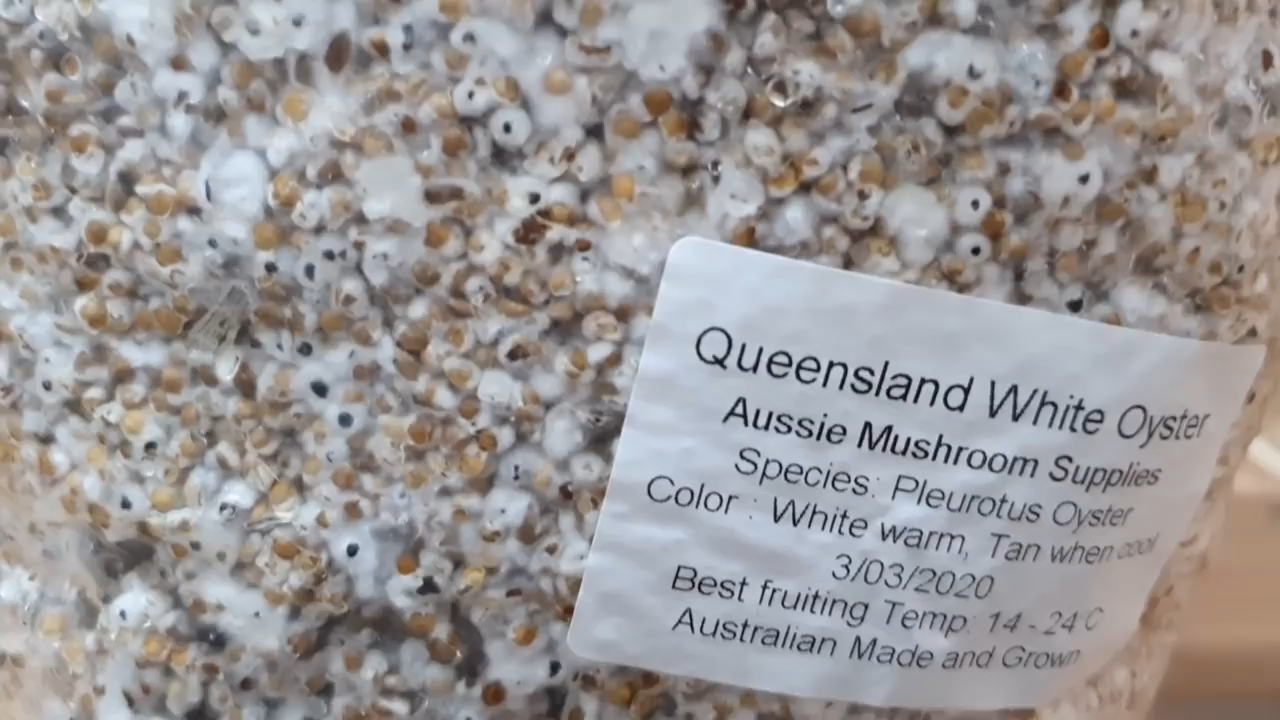 Queensland White Oyster
Aussie Mushroom Supplies
Species: Pleurotus Oyster
Color : White warm, Tan when cool
3/03/2020
Best fruiting Temp: 14 - 24 C
Australian Made and Grown